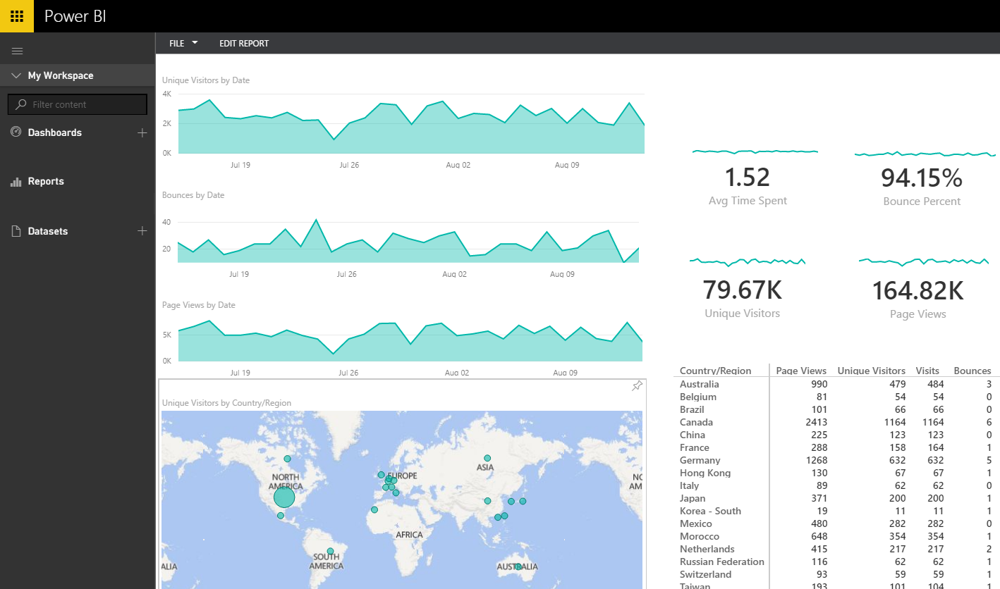 Power BI
FILE EDIT REPORT
My Workspace
Filter content
Dashboards
Reports
Datasets
Unique Visitors by Date
4K
2K
0K
Jul 19 Jul 26 Aug 02 Aug 09
Bounces by Date
40
20
Jul 19 Jul 26 Aug 02 Aug 09
Page Views by Date
5K
0K
Jul 19 Jul 26 Aug 02 Aug 09
Unique Visitors by Country/Region
NORTH
AMERICA
EUROPE
ASIA
AFRICA
SOUTH
AMERICA
AUSTRALIA
ALIA
NO
AM
1.52
Avg Time Spent
94.15%
Bounce Percent
79.67K
Unique Visitors
164.82K
Page Views
Country/Region Page Views Unique Visitors Visits Bounces
Australia 990 479 484 3
Belgium 81 54 54 0
Brazil 101 66 66 0
Canada 2413 1164 1164 6
China 225 123 123 0
France 288 158 164 1
Germany 1268 632 632 5
Hong Kong 130 67 67 1
Italy 89 62 62 0
Japan 371 200 200 1
Korea - South 19 11 11 1
Mexico 480 282 282 0
Morocco 648 354 354 1
Netherlands 415 217 217 2
Russian Federation 116 62 62 1
Switzerland 93 59 59 1
Taiwan 193 101 104 1